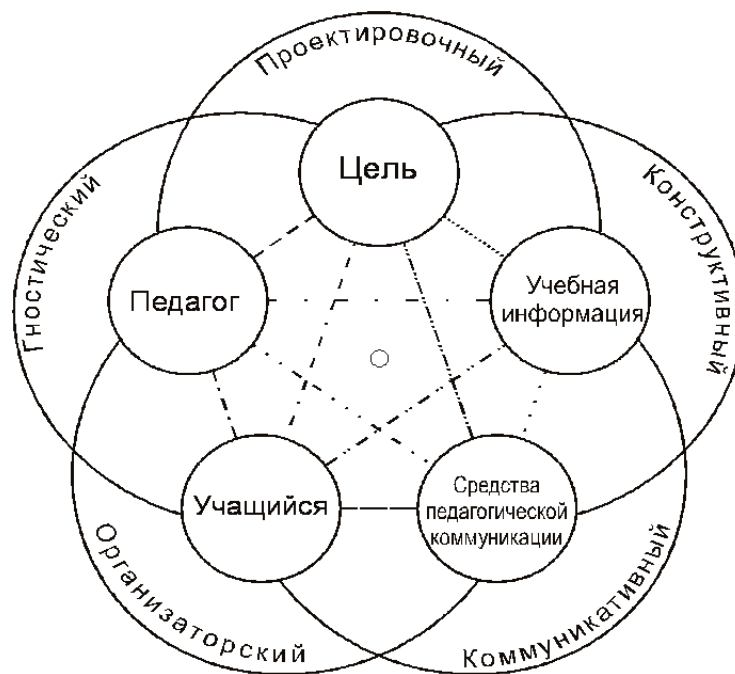 Проектировочный
Гностический
Конструктивный
Цель
Педагог
Учебная
информация
Учащийся
Средства
педагогической
коммуникации
Организаторский
Коммуникативный